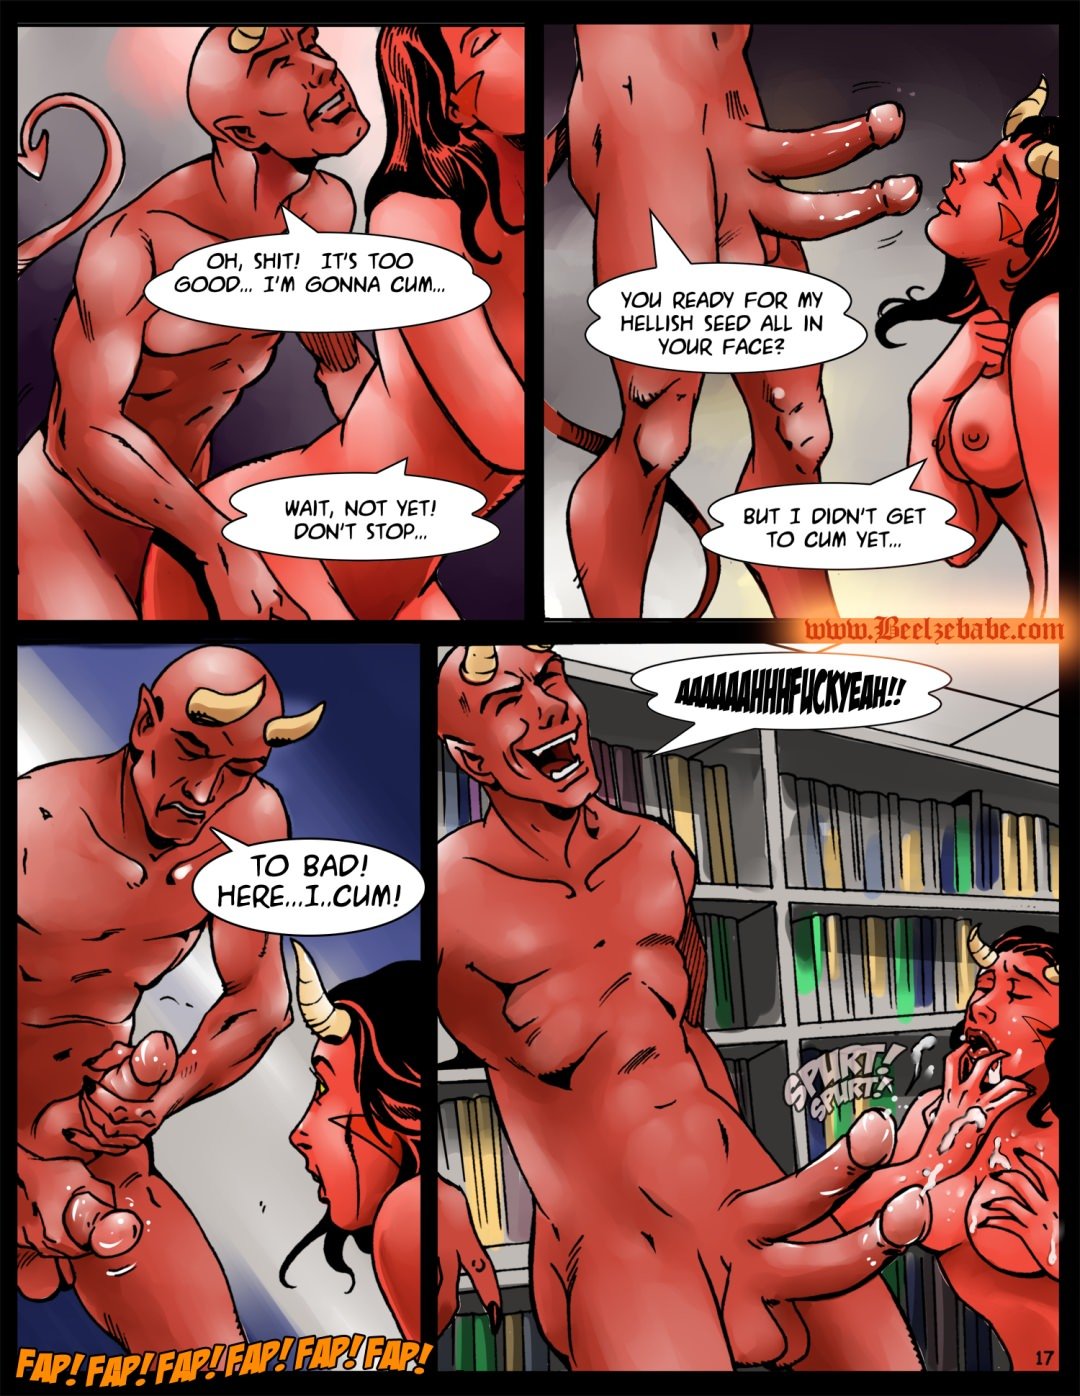 OH, SHIT! IT'S TOO
GOOD... I'M GONNA CUM...
WAIT, NOT YET!
DON'T STOP...
YOU READY FOR MY
HELLISH SEED ALL IN
YOUR FACE?
BUT I DIDN'T GET
TO CUM YET...
www.Beelzebabe.com
TO BAD!
HERE...I..CUM!
FAP! FAP! FAP! FAP! FAP! FAP!
AAAAAAHHHFUCKYEAH!!
SPURT!
SPURT!
17